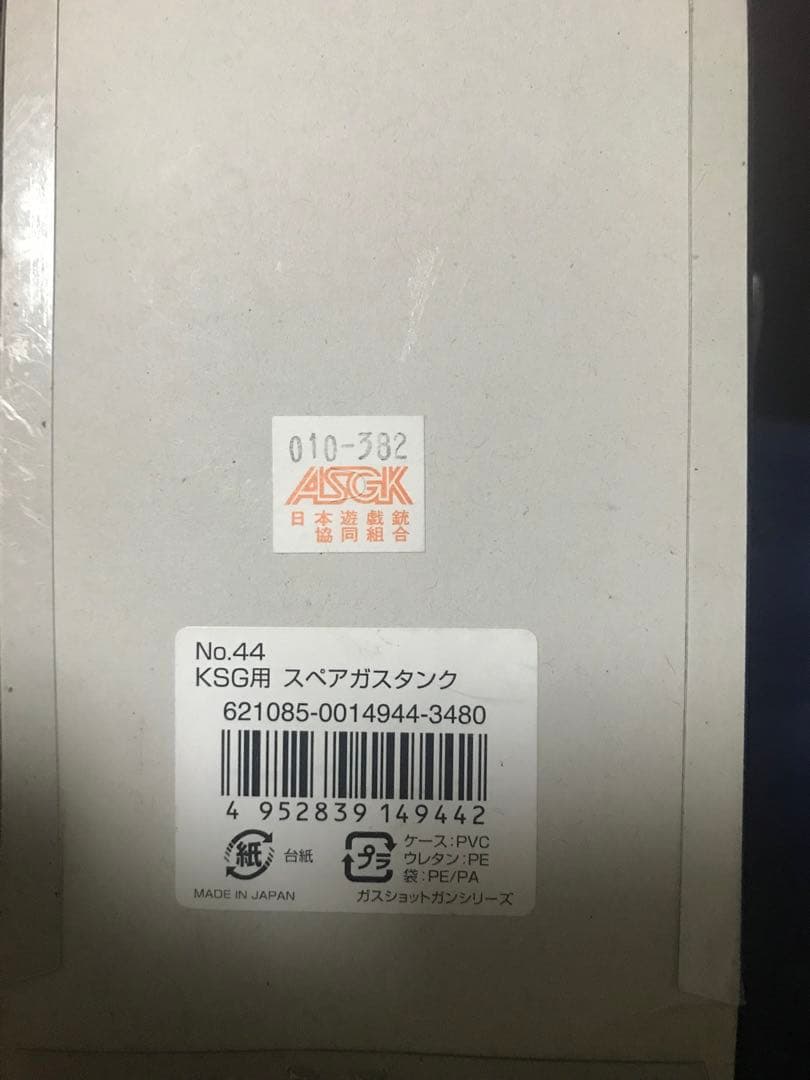 010-382
ASGK
日本遊戯銃
協同組合
No.44
KSG用 スペアガスタンク
621085-0014944-3480
4 952839 149442
紙 台紙
プラ
ケース:PVC
ウレタン:PE
袋:PE/PA
MADE IN JAPAN
ガスショットガンシリーズ